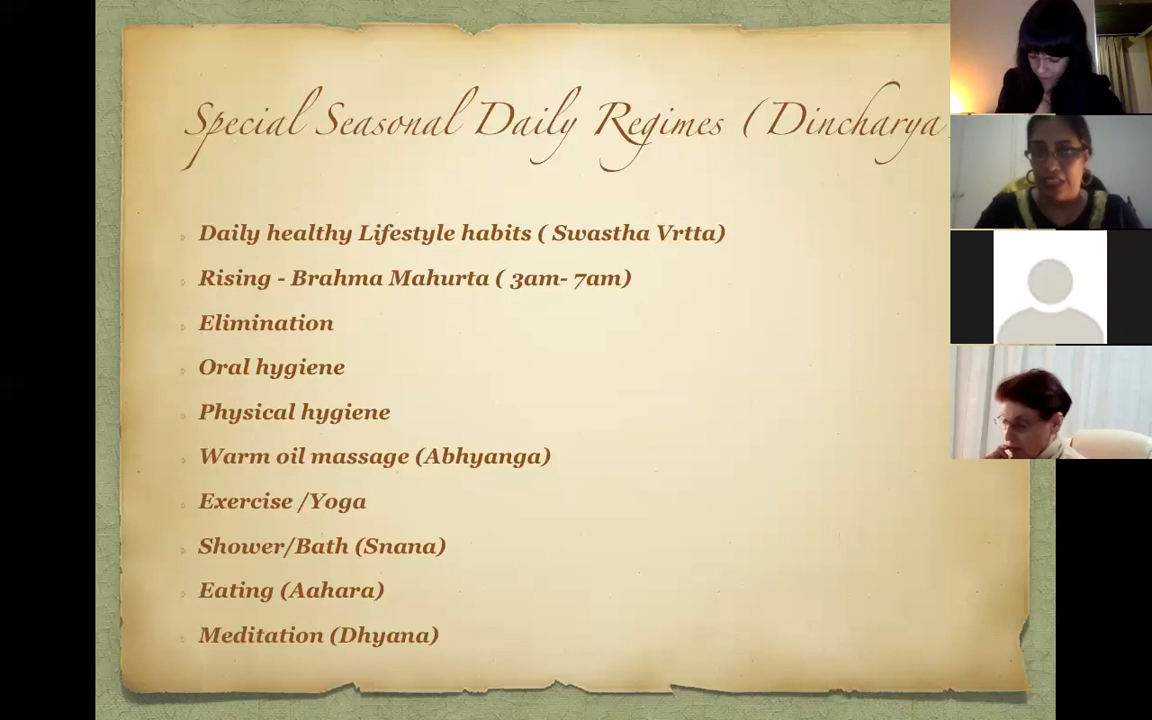 Special Seasonal Daily Regimes (Dincharya
Daily healthy Lifestyle habits ( Swastha Vrtta)
Rising - Brahma Mahurta ( 3am- 7am)
Elimination
Oral hygiene
Physical hygiene
Warm oil massage (Abhyanga)
Exercise /Yoga
Shower/Bath (Snana)
Eating (Aahara)
Meditation (Dhyana)